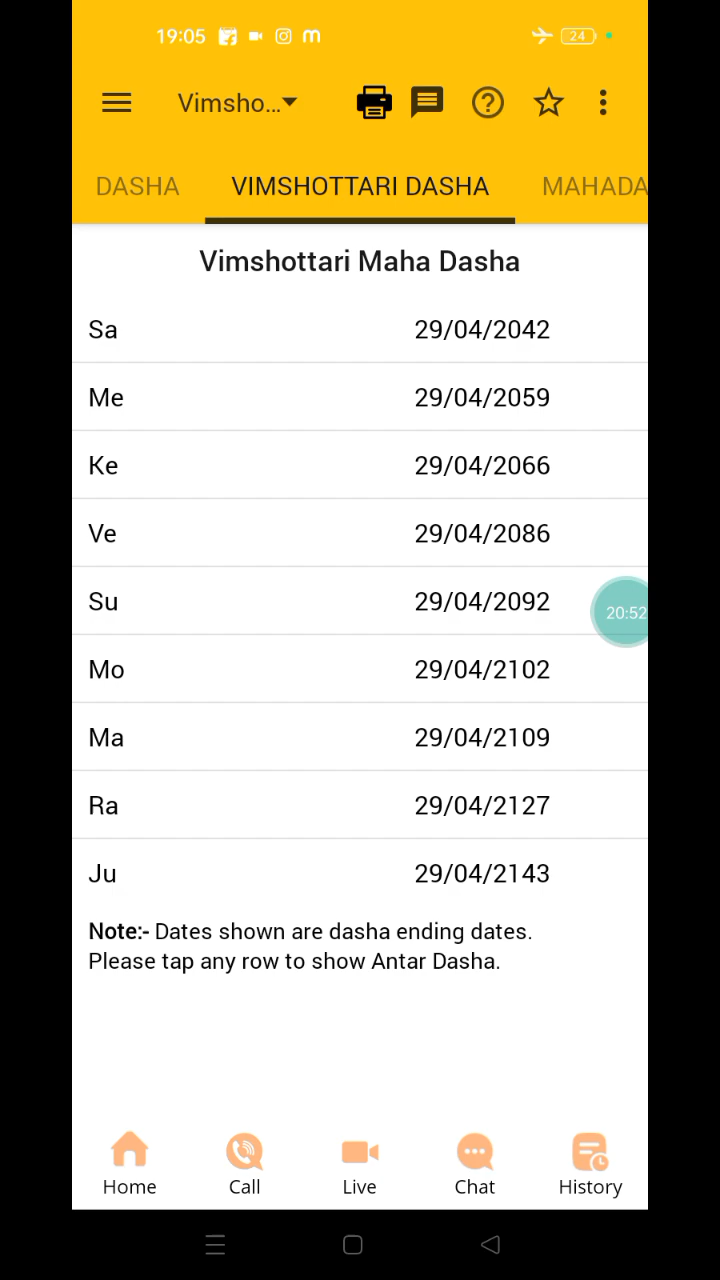 19:05
24
Vimsho...
DASHA
VIMSHOTTARI DASHA
MAHADA
Vimshottari Maha Dasha
Sa 29/04/2042
Me 29/04/2059
Ke 29/04/2066
Ve 29/04/2086
Su 29/04/2092
20:52
Mo 29/04/2102
Ma 29/04/2109
Ra 29/04/2127
Ju 29/04/2143
Note:- Dates shown are dasha ending dates.
Please tap any row to show Antar Dasha.
Home Call Live Chat History